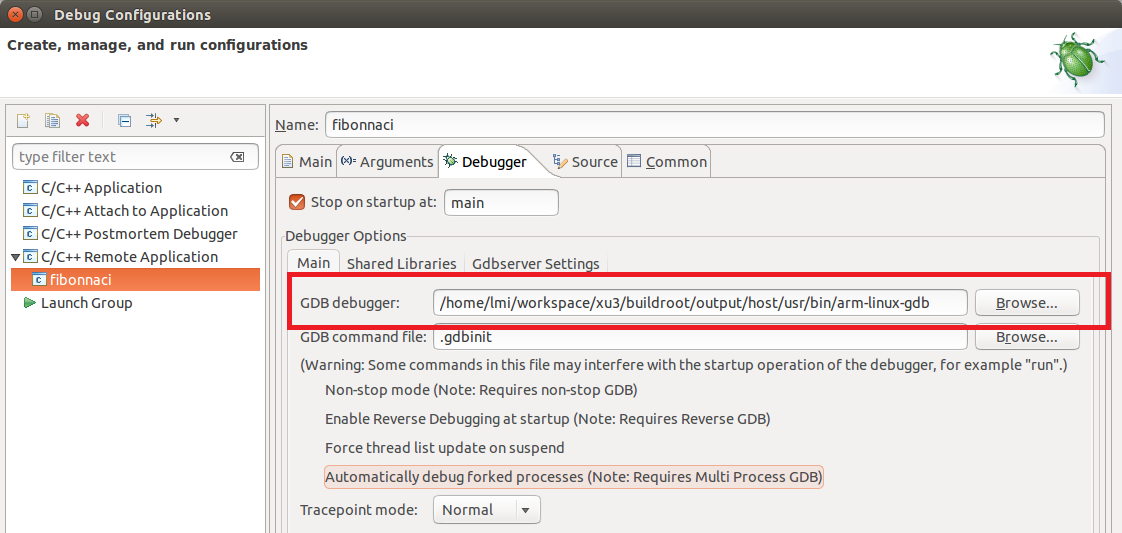 Debug Configurations
Create, manage, and run configurations
type filter text
C/C++ Application
C/C++ Attach to Application
C/C++ Postmortem Debugger
C/C++ Remote Application
fibonnaci
Launch Group
Name: fibonnaci
Main Arguments Debugger Source Common
Stop on startup at: main
Debugger Options
Main Shared Libraries Gdbserver Settings
GDB debugger: /home/lmi/workspace/xu3/buildroot/output/host/usr/bin/arm-linux-gdb Browse...
GDB command file: .gdbinit Browse...
(Warning: Some commands in this file may interfere with the startup operation of the debugger, for example "run".)
Non-stop mode (Note: Requires non-stop GDB)
Enable Reverse Debugging at startup (Note: Requires Reverse GDB)
Force thread list update on suspend
Automatically debug forked processes (Note: Requires Multi Process GDB)
Tracepoint mode: Normal